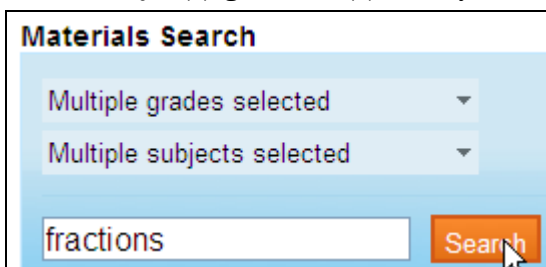 Materials Search
Multiple grades selected
Multiple subjects selected
fractions
Search